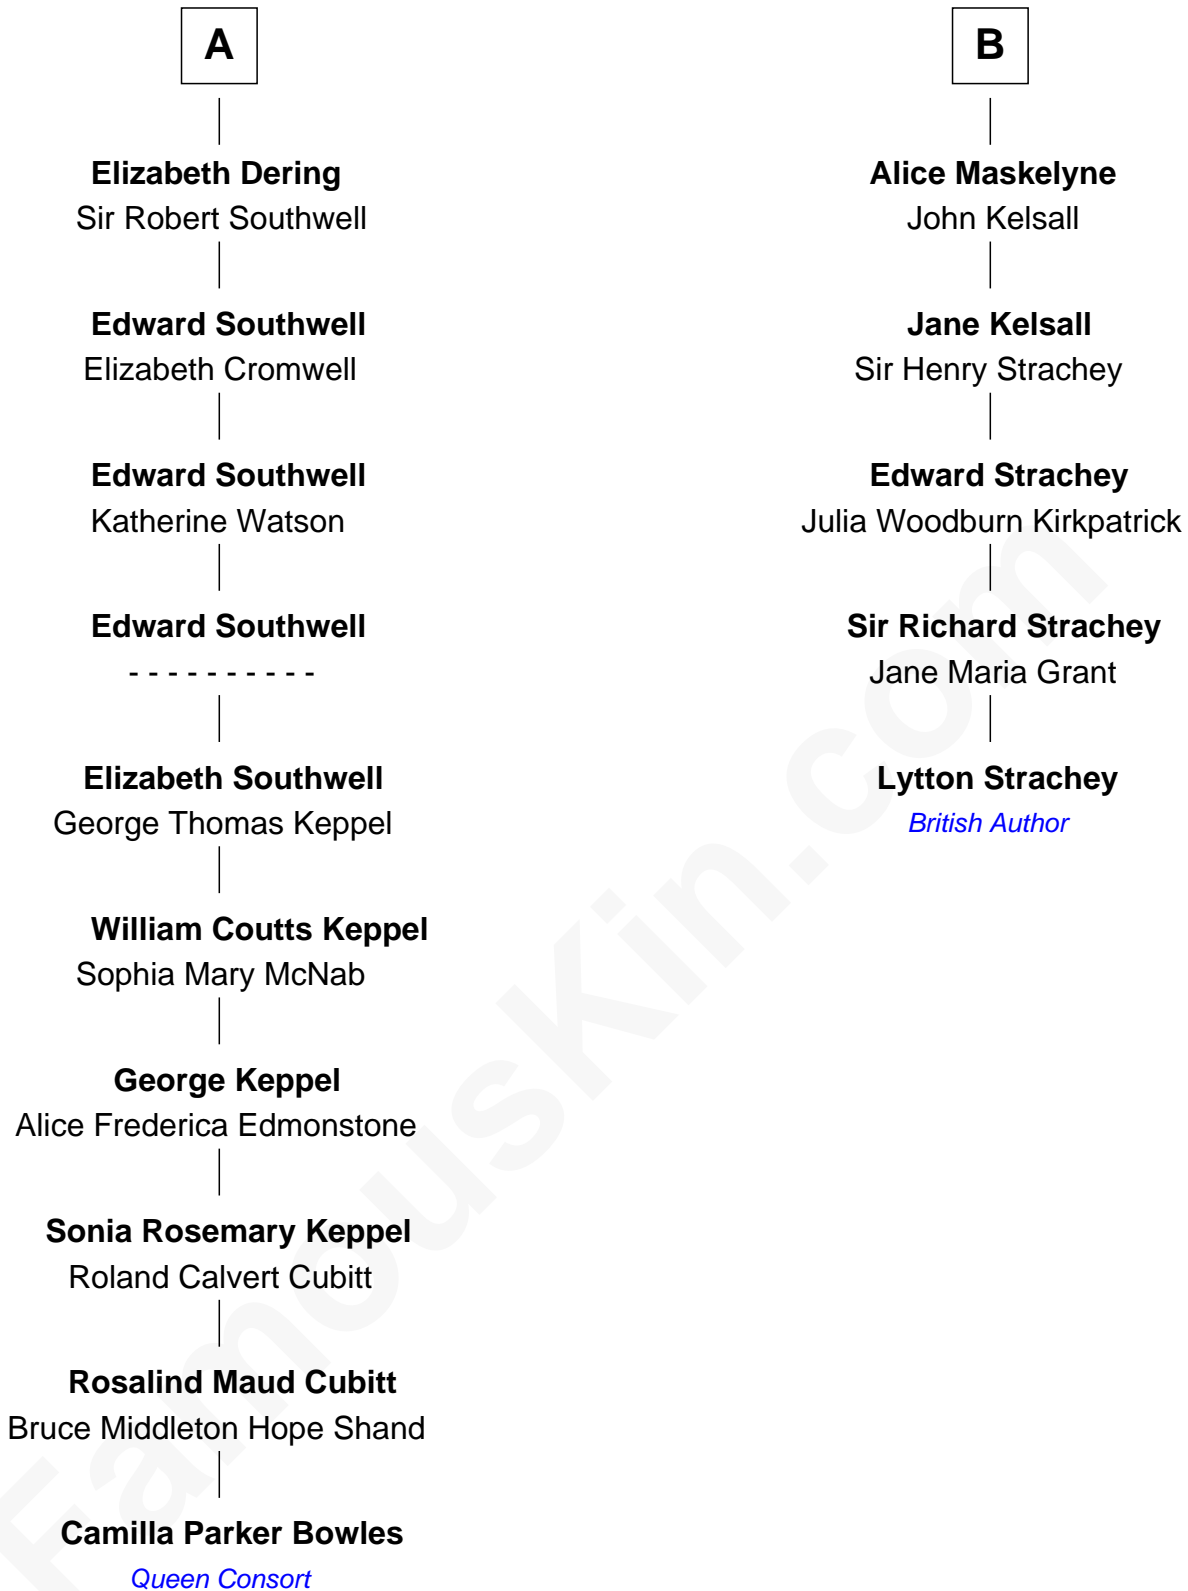 A
Elizabeth Dering
Sir Robert Southwell
Edward Southwell
Elizabeth Cromwell
Edward Southwell
Katherine Watson
Edward Southwell
- - - - - - - - - -
Elizabeth Southwell
George Thomas Keppel
William Coutts Keppel
Sophia Mary McNab
George Keppel
Alice Frederica Edmonstone
Sonia Rosemary Keppel
Roland Calvert Cubitt
Rosalind Maud Cubitt
Bruce Middleton Hope Shand
Camilla Parker Bowles
Queen Consort
B
Alice Maskelyne
John Kelsall
Jane Kelsall
Sir Henry Strachey
Edward Strachey
Julia Woodburn Kirkpatrick
Sir Richard Strachey
Jane Maria Grant
Lytton Strachey
British Author
FamousKin.com